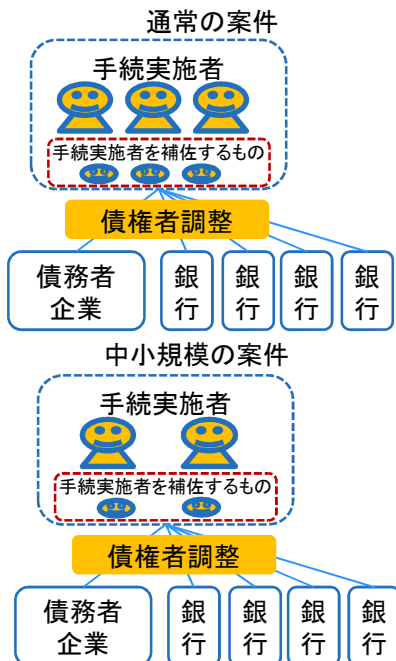 通常の案件
手続実施者
手続実施者を補佐するもの
債権者調整
債務者
企業
銀
行
銀
行
銀
行
銀
行
中小規模の案件
手続実施者
手続実施者を補佐するもの
債権者調整
債務者
企業
銀
行
銀
行
銀
行
銀
行